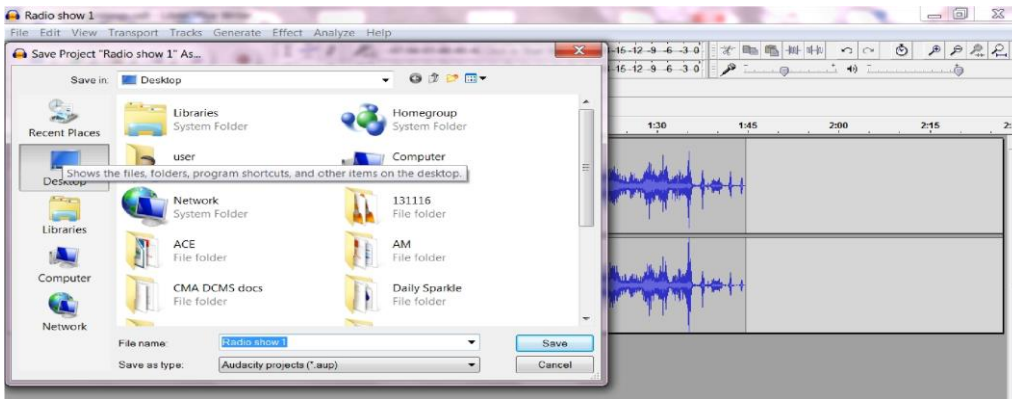 Radio show 1
File Edit View Transport Tracks Generate Effect Analyze Help
Save Project "Radio show 1" As...
-16 -12 -9 -6 -3 0
-16 -12 -9 -6 -3 0
Save in: Desktop
1:30 1:45 2:00 2:15 2:
Recent Places
Desktop
Libraries
Computer
Network
Libraries
System Folder
Homegroup
System Folder
user
Computer
Shows the files, folders, program shortcuts, and other items on the desktop.
Network
System Folder
131116
File folder
ACE
File folder
AM
File folder
CMA DCMS docs
File folder
Daily Sparkle
File folder
File name: Radio show 1 Save
Save as type: Audacity projects (*.aup) Cancel